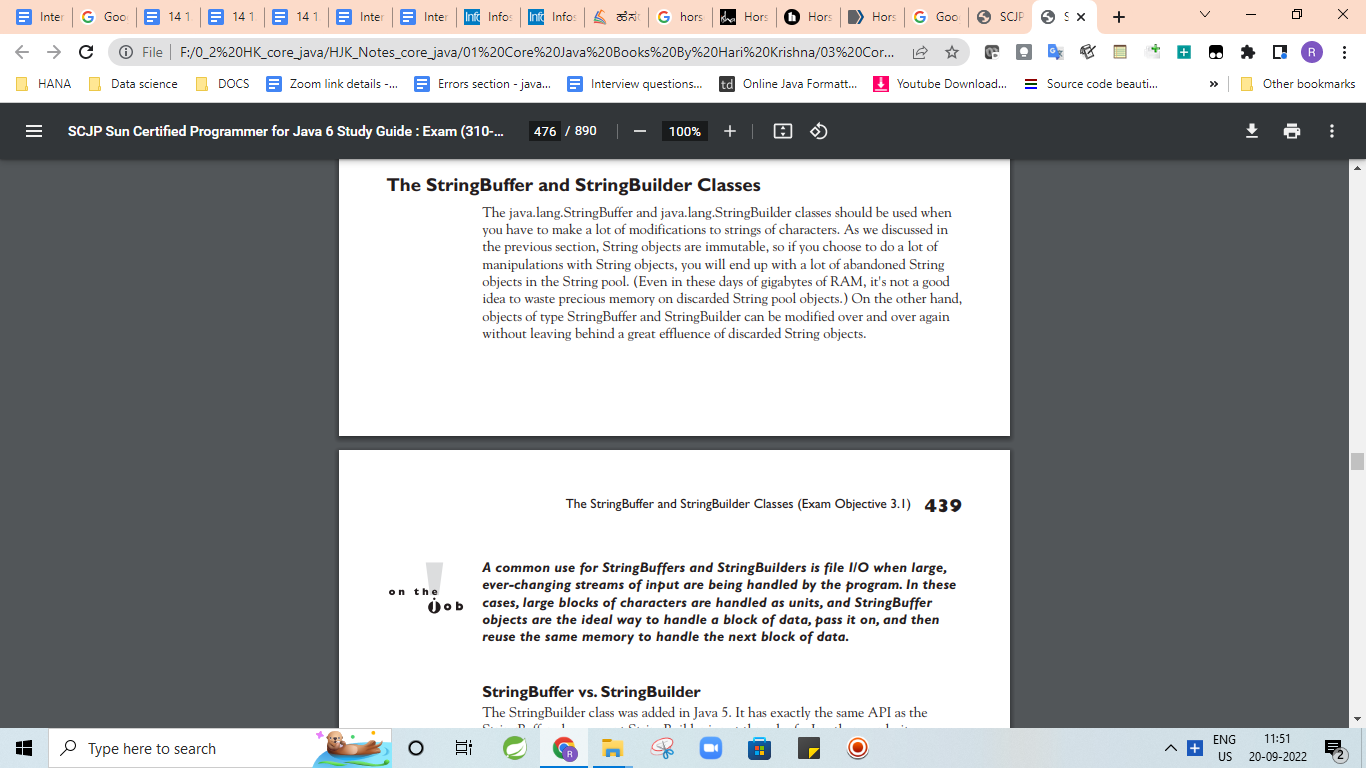 Inter
Goo
14 1
14 1
14 1
Inter
Inter
Infos
Infos
ಹೆಸರ
hors
Hors
Hors
Hors
Goo
SCJP
S
File
F:/0_2%20HK_core_java/HJK_Notes_core_java/01%20Core%20Java%20Books%20By%20Hari%20Krishna/03%20Cor...
R
HANA
Data science
DOCS
Zoom link details -...
Errors section - java...
Interview questions...
td Online Java Formatt...
Youtube Download...
Source code beauti...
»
Other bookmarks
SCJP Sun Certified Programmer for Java 6 Study Guide : Exam (310-...
476 / 890
100%
The StringBuffer and StringBuilder Classes
The java.lang.StringBuffer and java.lang.StringBuilder classes should be used when
you have to make a lot of modifications to strings of characters. As we discussed in
the previous section, String objects are immutable, so if you choose to do a lot of
manipulations with String objects, you will end up with a lot of abandoned String
objects in the String pool. (Even in these days of gigabytes of RAM, it's not a good
idea to waste precious memory on discarded String pool objects.) On the other hand,
objects of type StringBuffer and StringBuilder can be modified over and over again
without leaving behind a great effluence of discarded String objects.
The StringBuffer and StringBuilder Classes (Exam Objective 3.1) 439
on the
job
A common use for StringBuffers and StringBuilders is file I/O when large,
ever-changing streams of input are being handled by the program. In these
cases, large blocks of characters are handled as units, and StringBuffer
objects are the ideal way to handle a block of data, pass it on, and then
reuse the same memory to handle the next block of data.
StringBuffer vs. StringBuilder
The StringBuilder class was added in Java 5. It has exactly the same API as the
Type here to search
R
ENG
US
11:51
20-09-2022
2